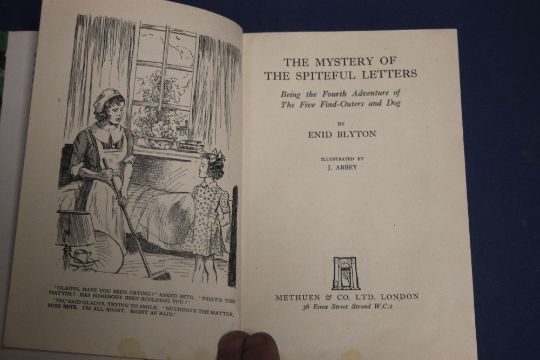 "GLADYS, HAVE YOU BEEN CRYING?" ASKED BETS. "WHAT'S THE
MATTER? HAS SOMEBODY BEEN SCOLDING YOU?"
"NO," SAID GLADYS, TRYING TO SMILE. "NOTHING'S THE MATTER,
MISS BETS. I'M ALL RIGHT. RIGHT AS RAIN."
THE MYSTERY OF
THE SPITEFUL LETTERS
Being the Fourth Adventure of
The Five Find-Outers and Dog
BY
ENID BLYTON
ILLUSTRATED BY
J. ABBEY
METHUEN & CO. LTD. LONDON
36 Essex Street Strand W.C.2